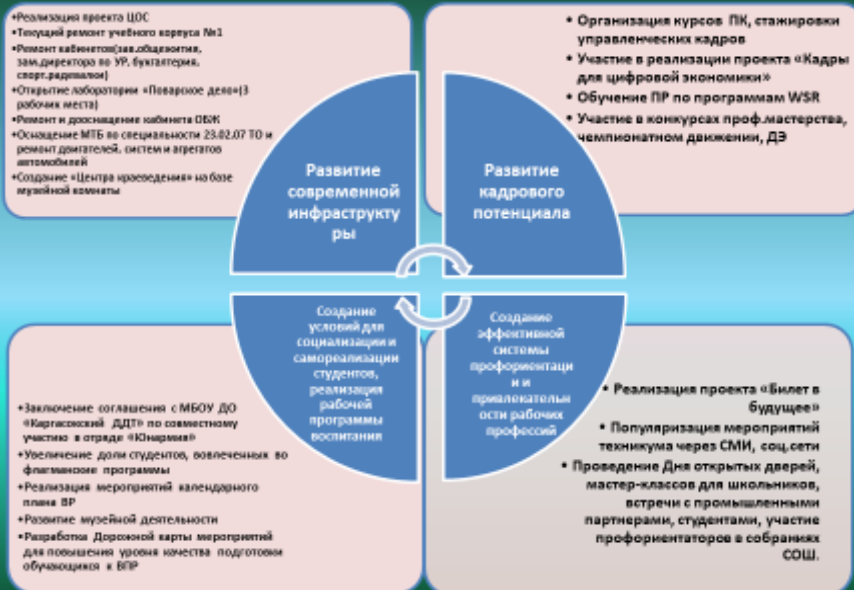 •Реализация проекта ЦОС
•Текущий ремонт учебного корпуса №1
•Ремонт кабинетов(зав.общежития,
зам.директора по УР, бухгалтерия,
спорт.раздевалки)
•Открытие лаборатории «Поварское дело»(3
рабочих места)
•Ремонт и дооснащение кабинета ОБЖ
•Оснащение МТБ по специальности 23.02.07 ТО и
ремонт двигателей, систем и агрегатов
автомобилей
•Создание «Центра краеведения» на базе
музейной комнаты
• Организация курсов ПК, стажировки
управленческих кадров
• Участие в реализации проекта «Кадры
для цифровой экономики»
• Обучение ПР по программам WSR
• Участие в конкурсах проф.мастерства,
чемпионатном движении, ДЭ
Развитие
современной
инфраструкту
ры
Развитие
кадрового
потенциала
Создание
условий для
социализации и
самореализации
студентов,
реализация
рабочей
программы
воспитания
Создание
эффективной
системы
профориентаци
и и
привлекательн
ости рабочих
профессий
•Заключение соглашения с МБОУ ДО
«Каргасокский ДДТ» по совместному
участию в отряде «Юнармия»
•Увеличение доли студентов, вовлеченных во
флагманские программы
•Реализация мероприятий календарного
плана ВР
•Развитие музейной деятельности
•Разработка Дорожной карты мероприятий
для повышения уровня качества подготовки
обучающихся к ВПР
• Реализация проекта «Билет в
будущее»
• Популяризация мероприятий
техникума через СМИ, соц.сети
• Проведение Дня открытых дверей,
мастер-классов для школьников,
встречи с промышленными
партнерами, студентами, участие
профориентаторов в собраниях
СОШ.